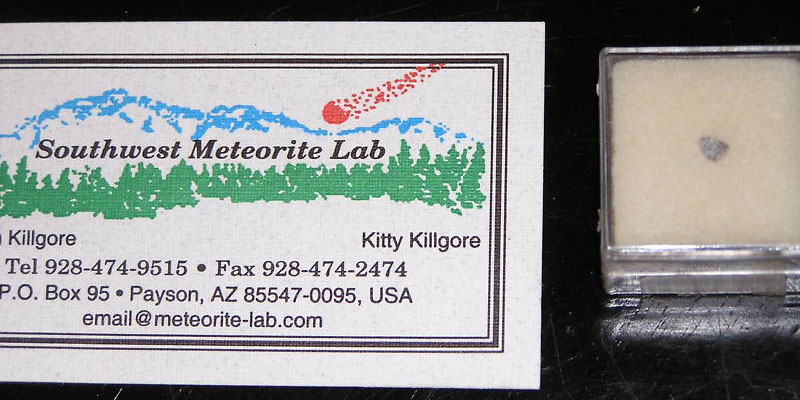 Southwest Meteorite Lab
Killgore Kitty Killgore
Tel 928-474-9515 • Fax 928-474-2474
P.O. Box 95 • Payson, AZ 85547-0095, USA
email@meteorite-lab.com